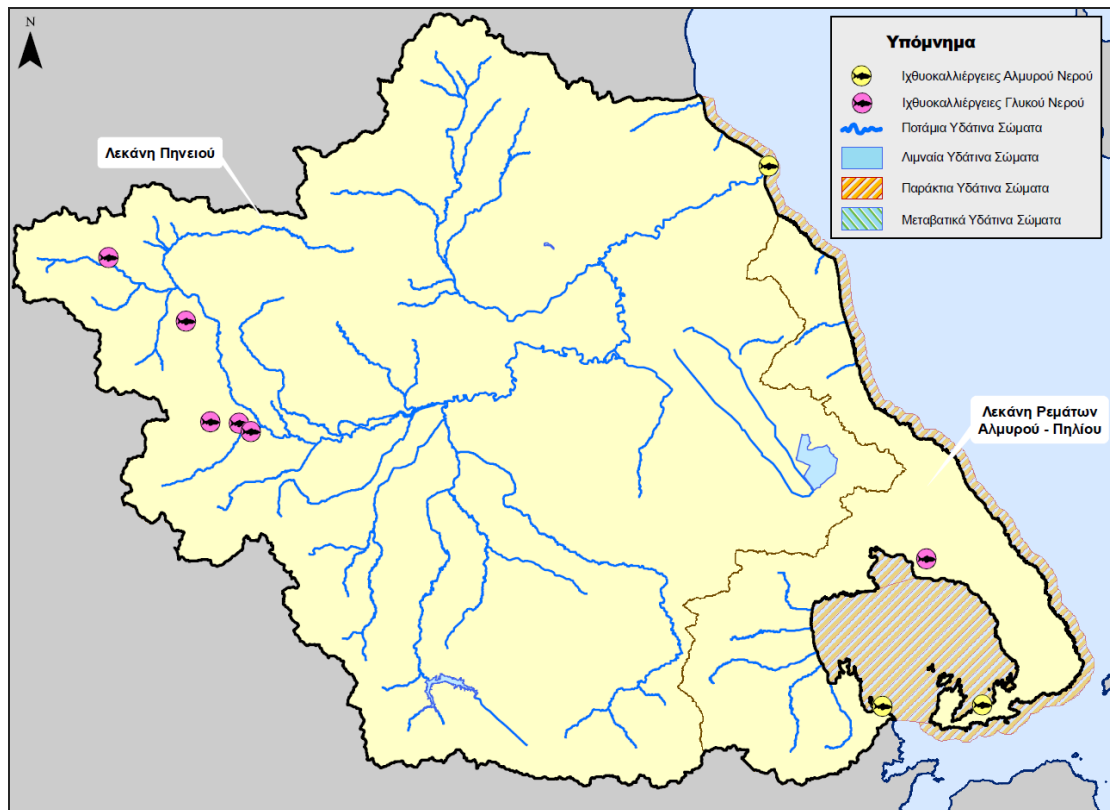 N
Υπόμνημα
Ιχθυοκαλλιέργειες Αλμυρού Νερού
Ιχθυοκαλλιέργειες Γλυκού Νερού
Ποτάμια Υδάτινα Σώματα
Λιμναία Υδάτινα Σώματα
Παράκτια Υδάτινα Σώματα
Μεταβατικά Υδάτινα Σώματα
Λεκάνη Πηνειού
Λεκάνη Ρεμάτων
Αλμυρού - Πηλίου